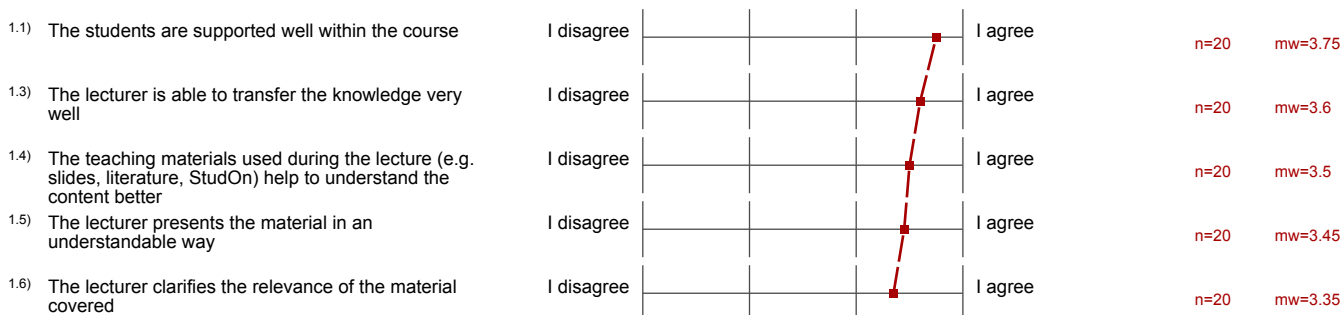 1.1) The students are supported well within the course I disagree I agree n=20 mw=3.75
1.3) The lecturer is able to transfer the knowledge very I disagree I agree n=20 mw=3.6
well
1.4) The teaching materials used during the lecture (e.g. I disagree I agree n=20 mw=3.5
slides, literature, StudOn) help to understand the
content better
1.5) The lecturer presents the material in an I disagree I agree n=20 mw=3.45
understandable way
1.6) The lecturer clarifies the relevance of the material I disagree I agree n=20 mw=3.35
covered